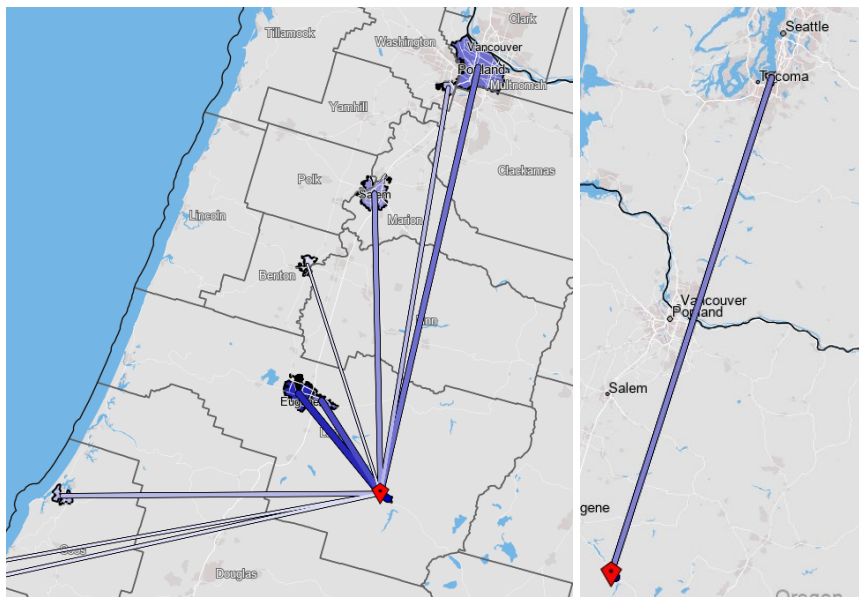 Tillamook
Clark
Washington
Vancouver
Portland
Multnomah
Yamhill
Clackamas
Polk
Salem
Lincoln
Marion
Benton
Linn
Eugene
L
Coos
Douglas
Seattle
Tacoma
Vancouver
Portland
Salem
gene
Oregon